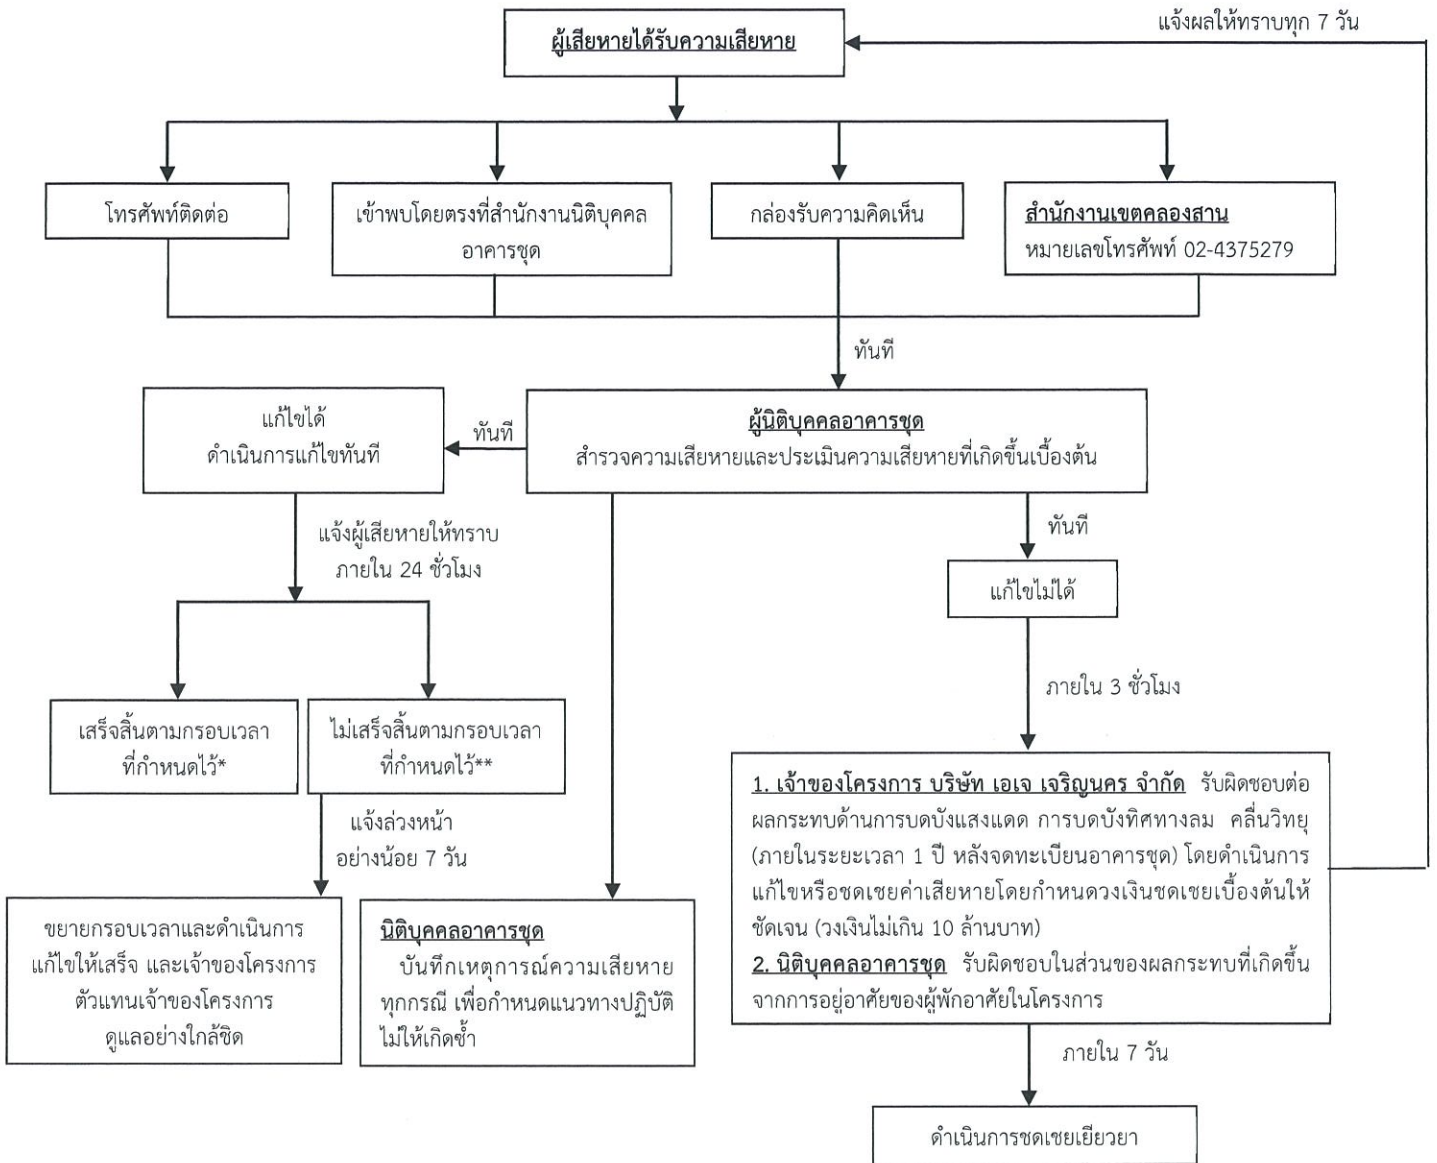 แจ้งผลให้ทราบทุก 7 วัน
ผู้เสียหายได้รับความเสียหาย
โทรศัพท์ติดต่อ
เข้าพบโดยตรงที่สำนักงานนิติบุคคล
อาคารชุด
กล่องรับความคิดเห็น
สำนักงานเขตคลองสาน
หมายเลขโทรศัพท์ 02-4375279
ทันที
แก้ไขได้
ดำเนินการแก้ไขทันที
ทันที
ผู้นิติบุคคลอาคารชุด
สำรวจความเสียหายและประเมินความเสียหายที่เกิดขึ้นเบื้องต้น
แจ้งผู้เสียหายให้ทราบ
ภายใน 24 ชั่วโมง
ทันที
แก้ไขไม่ได้
ภายใน 3 ชั่วโมง
เสร็จสิ้นตามกรอบเวลา
ที่กำหนดไว้*
ไม่เสร็จสิ้นตามกรอบเวลา
ที่กำหนดไว้**
แจ้งล่วงหน้า
อย่างน้อย 7 วัน
ขยายกรอบเวลาและดำเนินการ
แก้ไขให้เสร็จ และเจ้าของโครงการ
ตัวแทนเจ้าของโครงการ
ดูแลอย่างใกล้ชิด
นิติบุคคลอาคารชุด
บันทึกเหตุการณ์ความเสียหาย
ทุกกรณี เพื่อกำหนดแนวทางปฏิบัติ
ไม่ให้เกิดซ้ำ
1. เจ้าของโครงการ บริษัท เอเจ เจริญนคร จำกัด รับผิดชอบต่อ
ผลกระทบด้านการบดบังแสงแดด การบดบังทิศทางลม คลื่นวิทยุ
(ภายในระยะเวลา 1 ปี หลังจดทะเบียนอาคารชุด) โดยดำเนินการ
แก้ไขหรือชดเชยค่าเสียหายโดยกำหนดวงเงินชดเชยเบื้องต้นให้
ชัดเจน (วงเงินไม่เกิน 10 ล้านบาท)
2. นิติบุคคลอาคารชุด รับผิดชอบในส่วนของผลกระทบที่เกิดขึ้น
จากการอยู่อาศัยของผู้พักอาศัยในโครงการ
ภายใน 7 วัน
ดำเนินการชดเชยเยียวยา